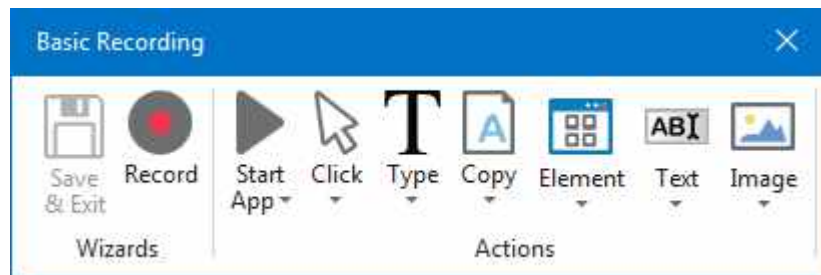 Basic Recording
Save
& Exit
Record
Start
App
Click
Type
Copy
Element
Text
Image
T
A
ABI
Wizards
Actions